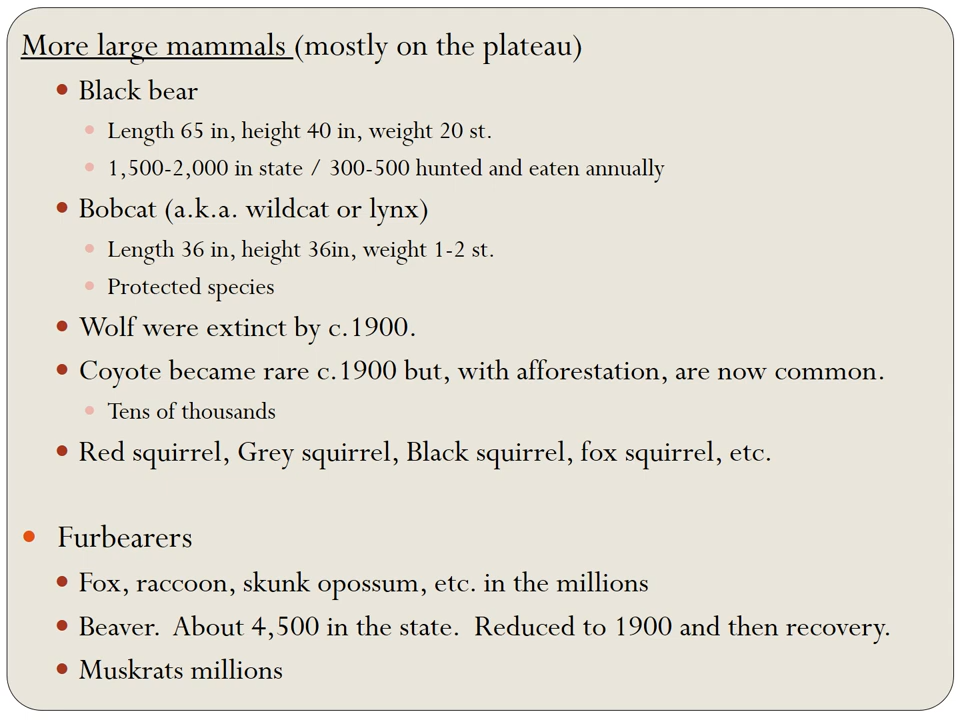 More large mammals (mostly on the plateau)
Black bear
Length 65 in, height 40 in, weight 20 st.
1,500-2,000 in state / 300-500 hunted and eaten annually
Bobcat (a.k.a. wildcat or lynx)
Length 36 in, height 36in, weight 1-2 st.
Protected species
Wolf were extinct by c.1900.
Coyote became rare c.1900 but, with afforestation, are now common.
Tens of thousands
Red squirrel, Grey squirrel, Black squirrel, fox squirrel, etc.
Furbearers
Fox, raccoon, skunk opossum, etc. in the millions
Beaver.  About 4,500 in the state.  Reduced to 1900 and then recovery.
Muskrats millions